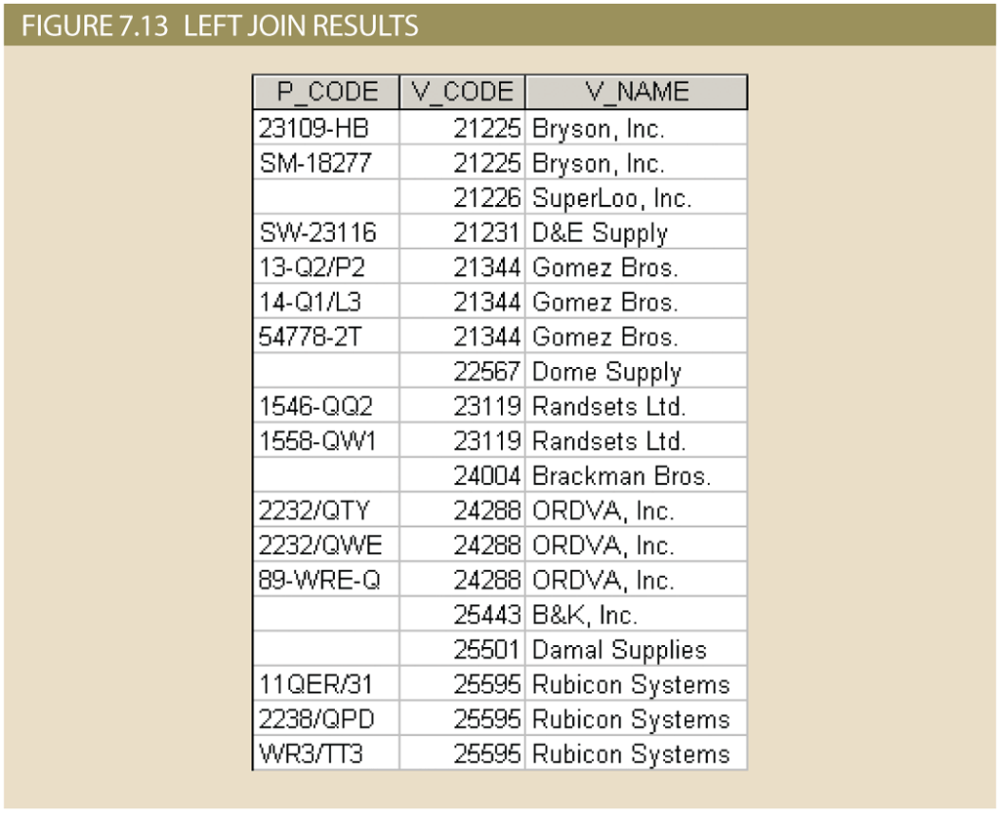 FIGURE 7.13 LEFT JOIN RESULTS
P_CODE V_CODE V_NAME
23109-HB 21225 Bryson, Inc.
SM-18277 21225 Bryson, Inc.
21226 SuperLoo, Inc.
SW-23116 21231 D&E Supply
13-Q2/P2 21344 Gomez Bros.
14-Q1/L3 21344 Gomez Bros.
54778-2T 21344 Gomez Bros.
22567 Dome Supply
1546-QQ2 23119 Randsets Ltd.
1558-QW1 23119 Randsets Ltd.
24004 Brackman Bros.
2232/QTY 24288 ORDVA, Inc.
2232/QWE 24288 ORDVA, Inc.
89-WRE-Q 24288 ORDVA, Inc.
25443 B&K, Inc.
25501 Damal Supplies
11QER/31 25595 Rubicon Systems
2238/QPD 25595 Rubicon Systems
WR3/TT3 25595 Rubicon Systems